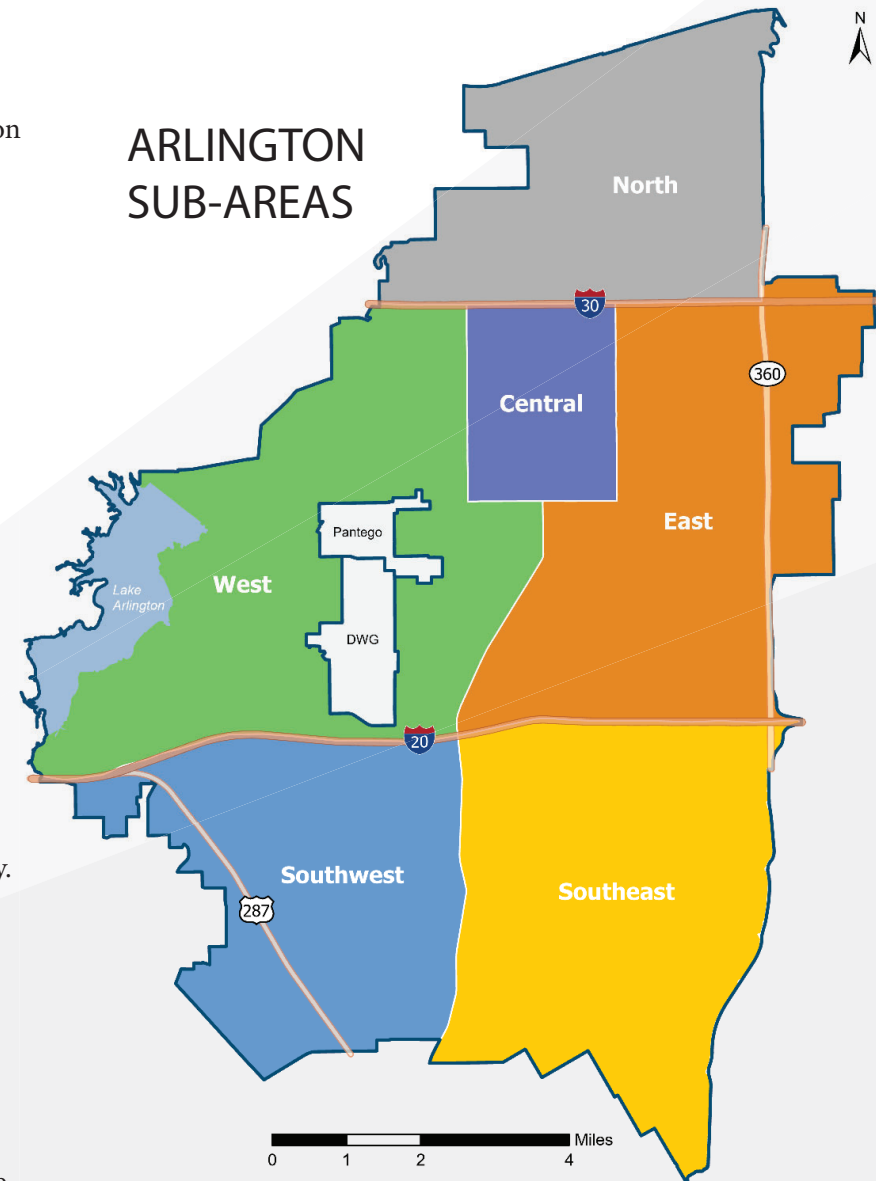 on
ARLINGTON
SUB-AREAS
N
North
30
360
Central
East
Pantego
West
Lake
Arlington
DWG
20
y.
Southwest
Southeast
287
Miles
0 1 2 4